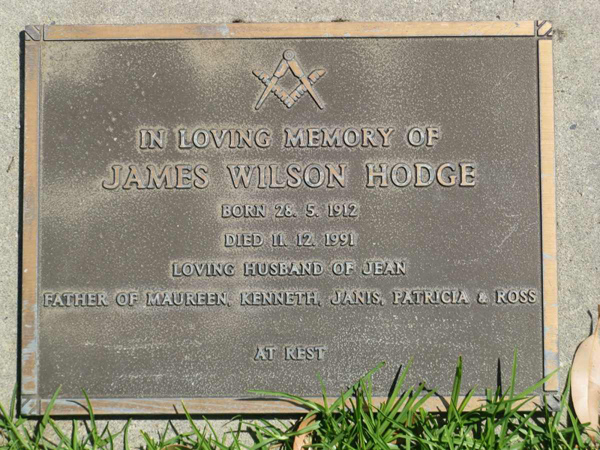 IN LOVING MEMORY OF
JAMES WILSON HODGE
BORN 28. 5. 1912
DIED 11. 12. 1991
LOVING HUSBAND OF JEAN
FATHER OF MAUREEN, KENNETH, JANIS, PATRICIA & ROSS
AT REST